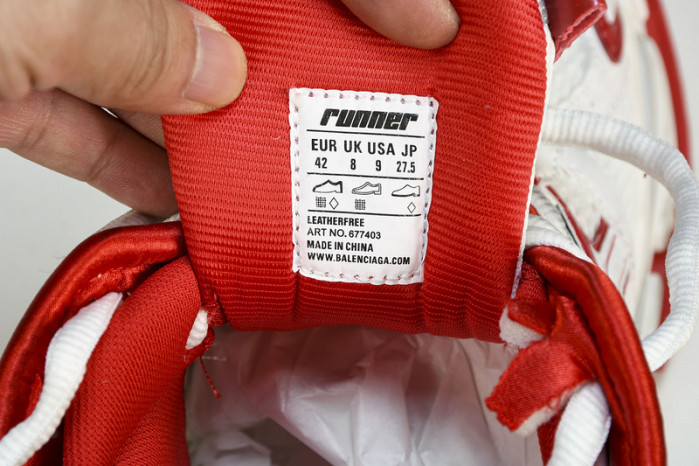 runner
EUR UK USA JP
42 8 9 27.5
LEATHERFREE
ART NO. 677403
MADE IN CHINA
WWW.BALENCIAGA.COM